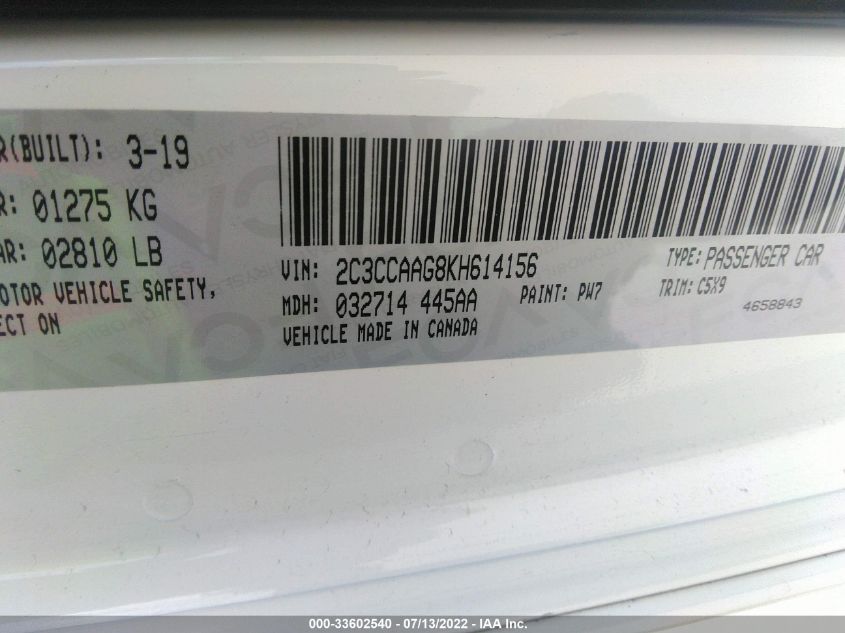 R(BUILT): 3-19
R: 01275 KG
AR: 02810 LB
OTOR VEHICLE SAFETY,
ECT ON
VIN: 2C3CCAAG8KH614156
TYPE: PASSENGER CAR
MDH: 032714 445AA
PAINT: PW7
TRIM: C5X9
VEHICLE MADE IN CANADA
4658843
000-33602540 - 07/13/2022 - IAA Inc.